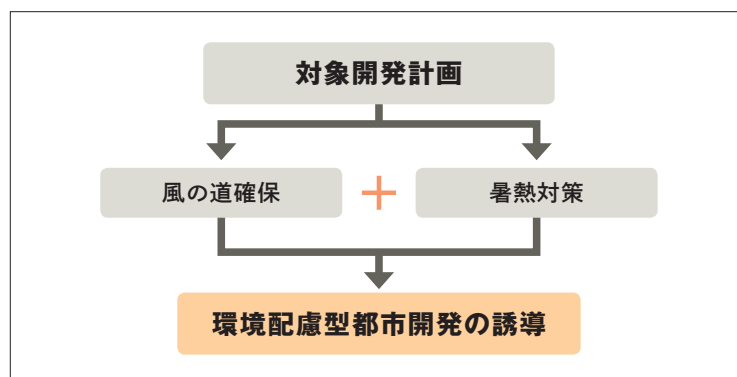 対象開発計画
風の道確保
+
暑熱対策
環境配慮型都市開発の誘導